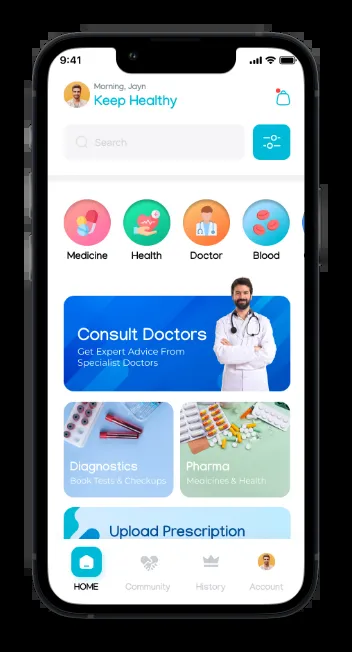 9:41
Morning, Jayn
Keep Healthy
Search
Medicine
Health
Doctor
Blood
Consult Doctors
Get Expert Advice From
Specialist Doctors
Diagnostics
Book Tests & Checkups
Pharma
Medicines & Health
Upload Prescription
HOME
Community
History
Account